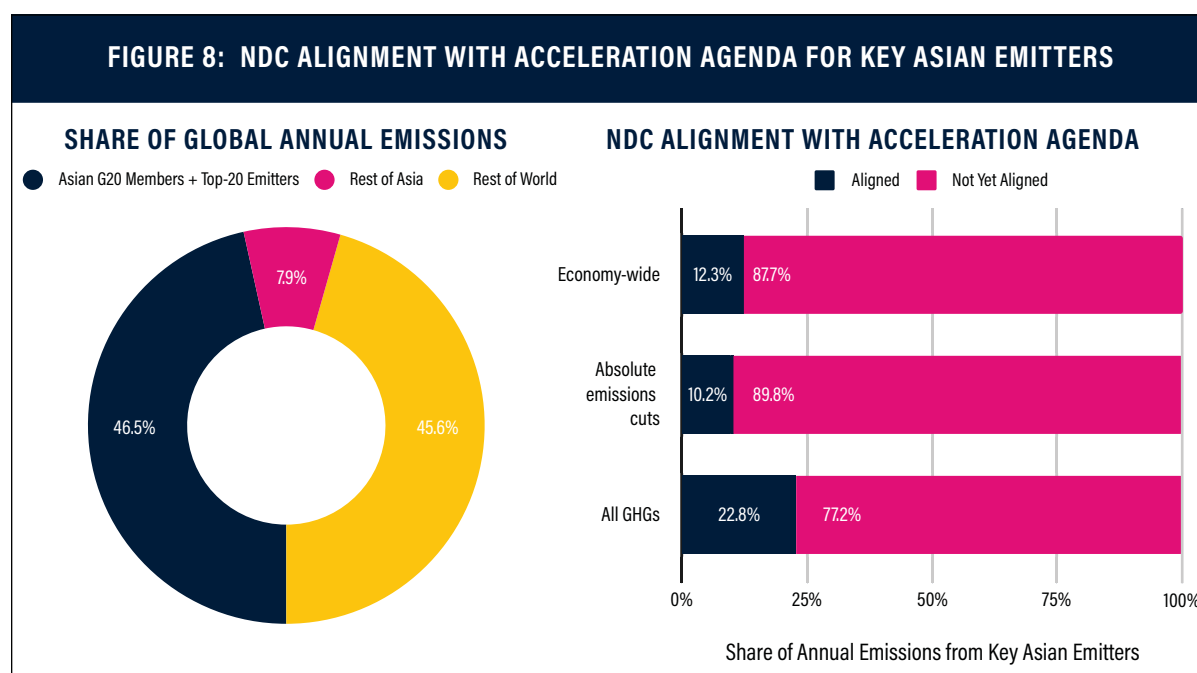 FIGURE 8: NDC ALIGNMENT WITH ACCELERATION AGENDA FOR KEY ASIAN EMITTERS
SHARE OF GLOBAL ANNUAL EMISSIONS
Asian G20 Members + Top-20 Emitters Rest of Asia Rest of World
7.9%
46.5%
45.6%
NDC ALIGNMENT WITH ACCELERATION AGENDA
Aligned Not Yet Aligned
Economy-wide 12.3% 87.7%
Absolute
emissions 10.2% 89.8%
cuts
All GHGs 22.8% 77.2%
0% 25% 50% 75% 100%
Share of Annual Emissions from Key Asian Emitters